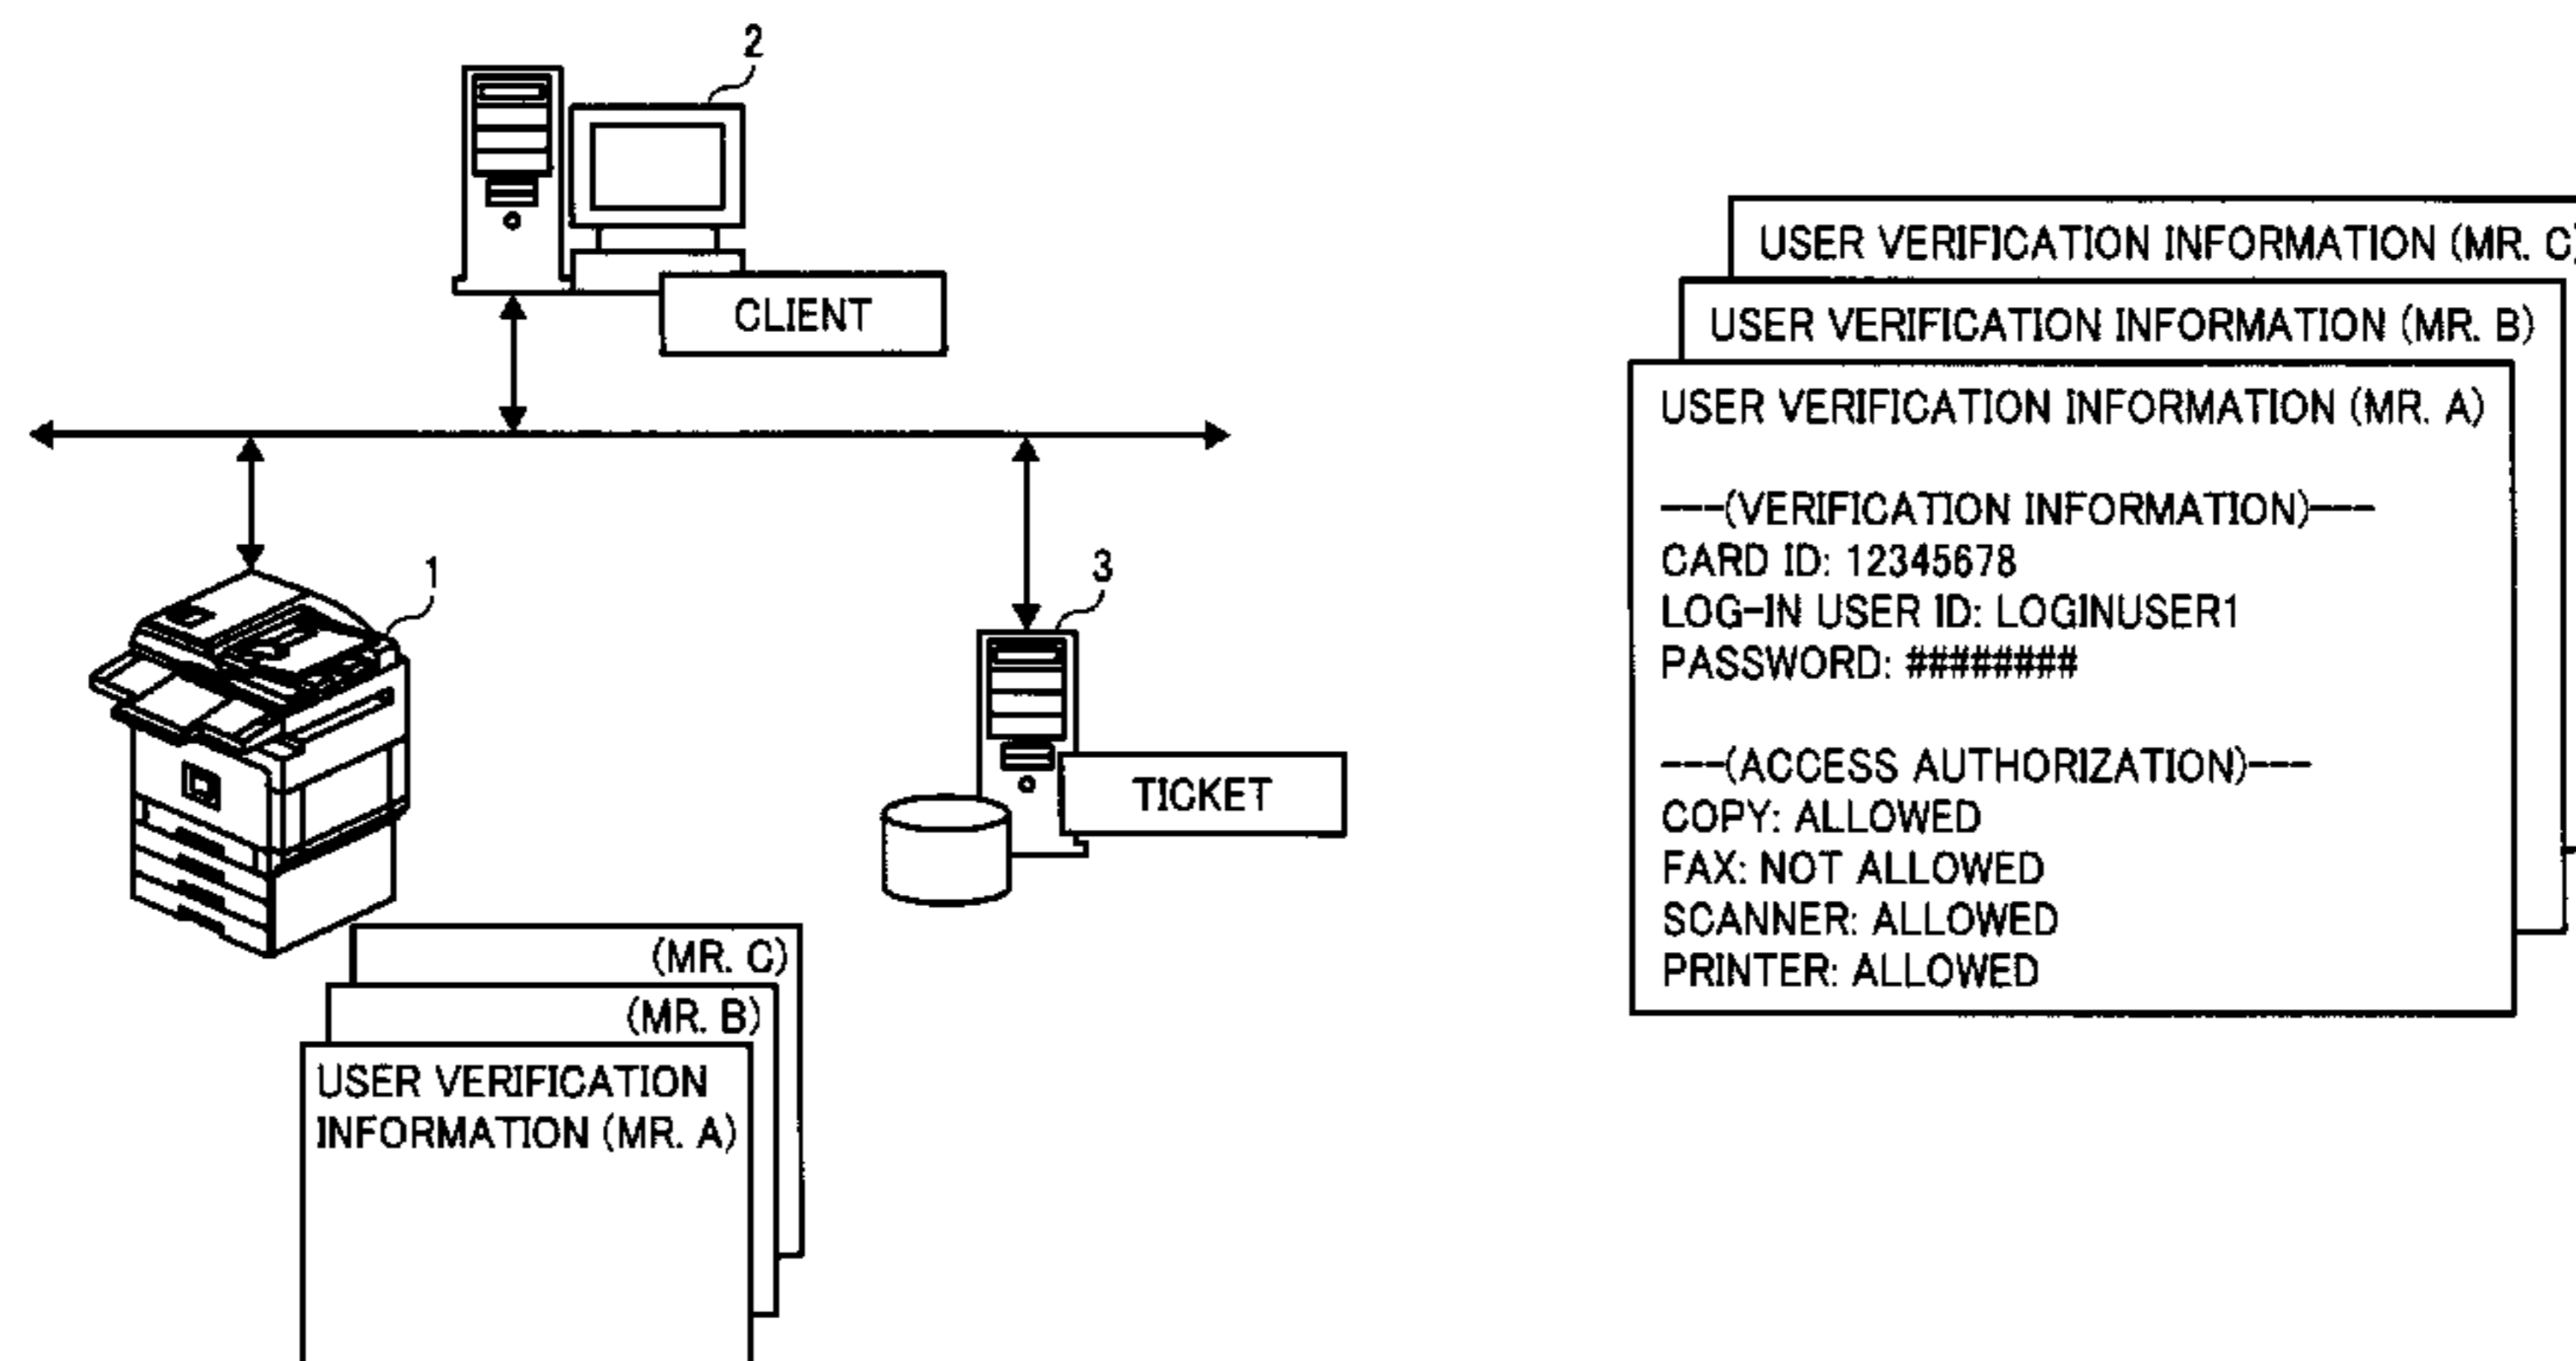 2
CLIENT
1
3
TICKET
(MR. C)
(MR. B)
USER VERIFICATION
INFORMATION (MR. A)
USER VERIFICATION INFORMATION (MR. C)
USER VERIFICATION INFORMATION (MR. B)
USER VERIFICATION INFORMATION (MR. A)
---(VERIFICATION INFORMATION)---
CARD ID: 12345678
LOG-IN USER ID: LOGINUSER1
PASSWORD: ########
---(ACCESS AUTHORIZATION)---
COPY: ALLOWED
FAX: NOT ALLOWED
SCANNER: ALLOWED
PRINTER: ALLOWED